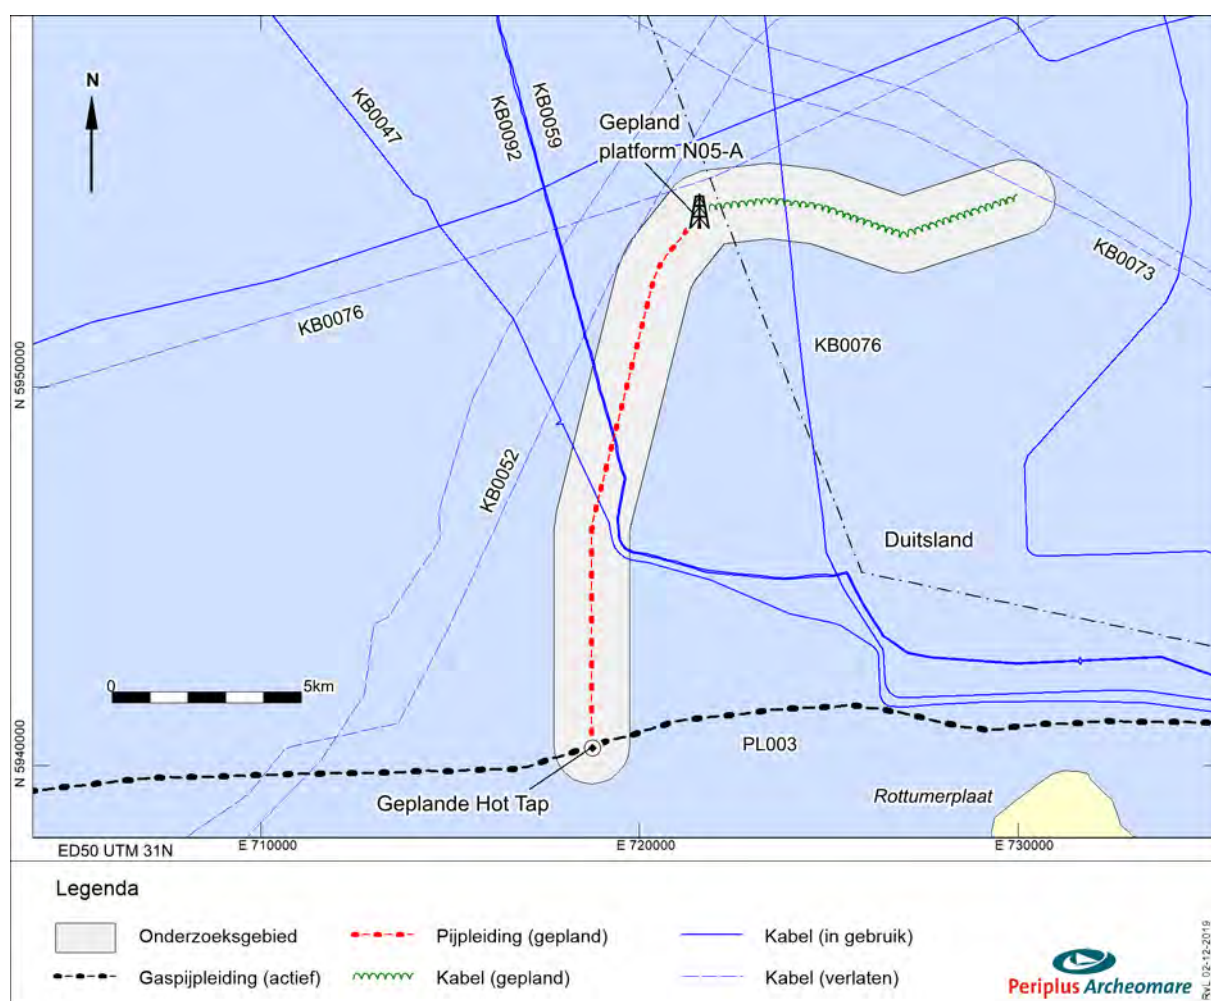 N
KB0047
KB0092
KB0059
Gepland
platform N05-A
KB0073
KB0076
KB0076
N 5950000
KB0052
Duitsland
0
5km
PL003
N 5940000
Geplande Hot Tap
Rottumerplaat
ED50 UTM 31N
E 710000
E 720000
E 730000
Legenda
Onderzoeksgebied
Pijpleiding (gepland)
Kabel (in gebruik)
Gaspijpleiding (actief)
Kabel (gepland)
Kabel (verlaten)
Periplus Archeomare
RvL 02-12-2019